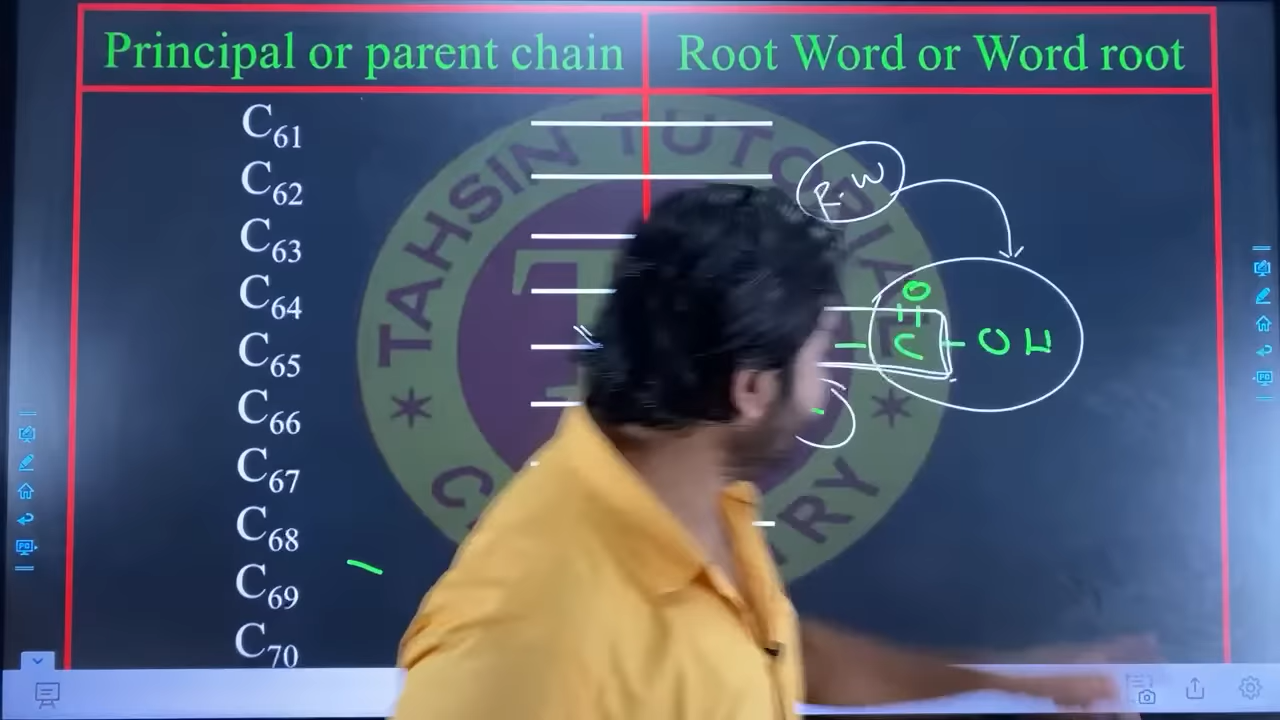 Principal or parent chain
Root Word or Word root
C61
C62
C63
C64
C65
C66
C67
C68
C69
C70
TAHSIN TUTORIAL
R.W
O
C OH